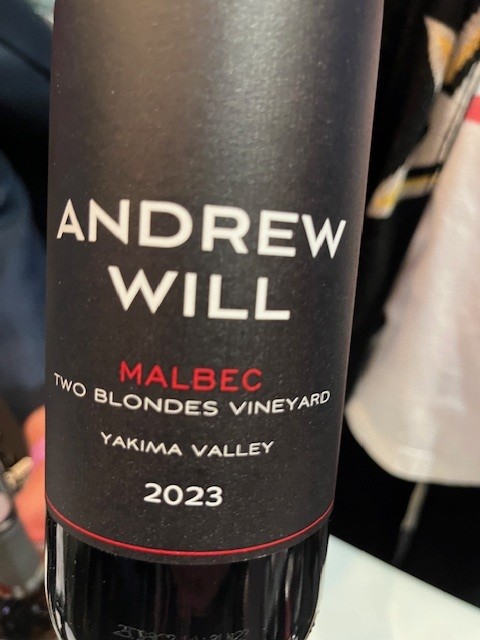 ANDREW
WILL
MALBEC
TWO BLONDES VINEYARD
YAKIMA VALLEY
2023